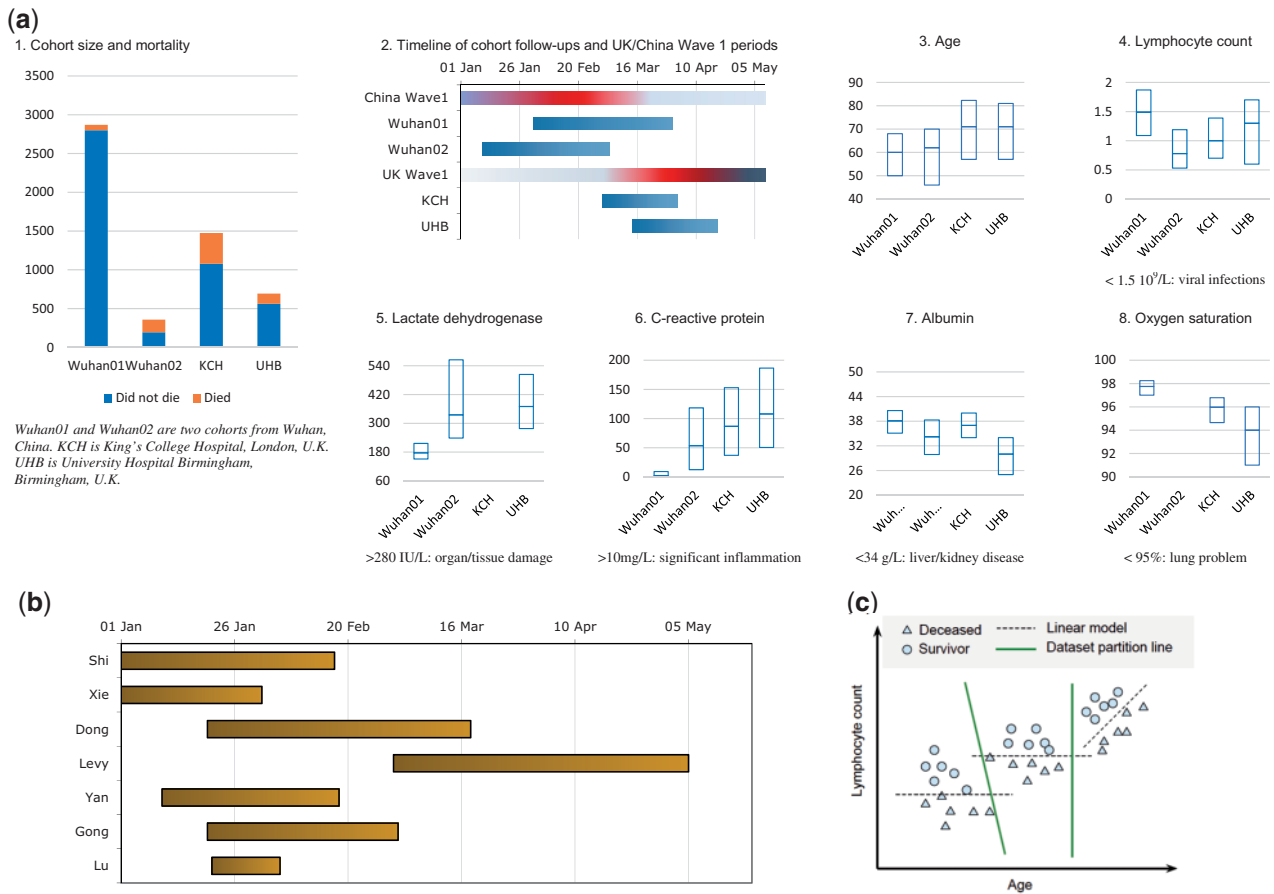 (a)
1. Cohort size and mortality
3500
3000
2500
2000
1500
1000
500
0
Wuhan01 Wuhan02 KCH UHB
Did not die Died
Wuhan01 and Wuhan02 are two cohorts from Wuhan,
China. KCH is King's College Hospital, London, U.K.
UHB is University Hospital Birmingham,
Birmingham, U.K.
2. Timeline of cohort follow-ups and UK/China Wave 1 periods
01 Jan 26 Jan 20 Feb 16 Mar 10 Apr 05 May
China Wave1
Wuhan01
Wuhan02
UK Wave1
KCH
UHB
3. Age
90
80
70
60
50
40
Wuhan01 Wuhan02 KCH UHB
4. Lymphocyte count
2
1.5
1
0.5
0
Wuhan01 Wuhan02 KCH UHB
< 1.5 10⁹/L: viral infections
5. Lactate dehydrogenase
540
420
300
180
60
Wuhan01 Wuhan02 KCH UHB
>280 IU/L: organ/tissue damage
6. C-reactive protein
200
150
100
50
0
Wuhan01 Wuhan02 KCH UHB
>10mg/L: significant inflammation
7. Albumin
50
44
38
32
26
20
Wuh... Wuh... KCH UHB
<34 g/L: liver/kidney disease
8. Oxygen saturation
100
98
96
94
92
90
Wuhan01 Wuhan02 KCH UHB
< 95%: lung problem
(b)
01 Jan 26 Jan 20 Feb 16 Mar 10 Apr 05 May
Shi
Xie
Dong
Levy
Yan
Gong
Lu
(c)
Deceased Linear model
Survivor Dataset partition line
Lymphocyte count
Age